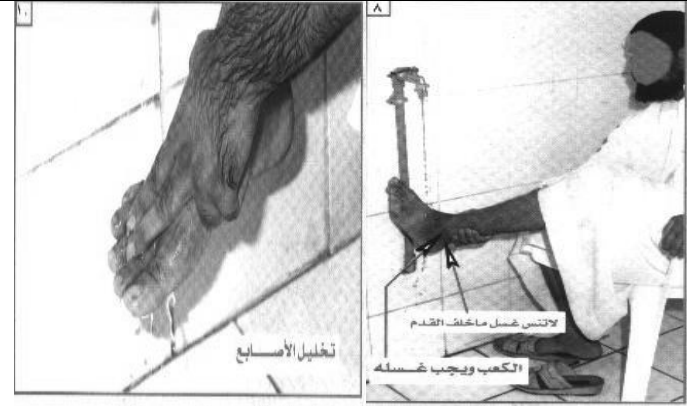 ٨
لاتنس غسل ماخلف القدم
الكعب ويجب غسله
١٠
تخليل الأصابع